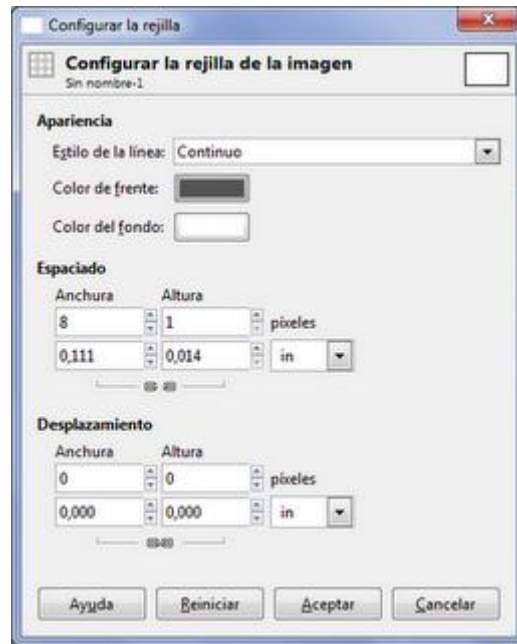 Configurar la rejilla
Configurar la rejilla de la imagen
Sin nombre-1
Apariencia
Estilo de la línea: Continuo
Color de frente:
Color del fondo:
Espaciado
Anchura Altura
8 1 píxeles
0,111 0,014 in
Desplazamiento
Anchura Altura
0 0 píxeles
0,000 0,000 in
Ayuda Reiniciar Aceptar Cancelar